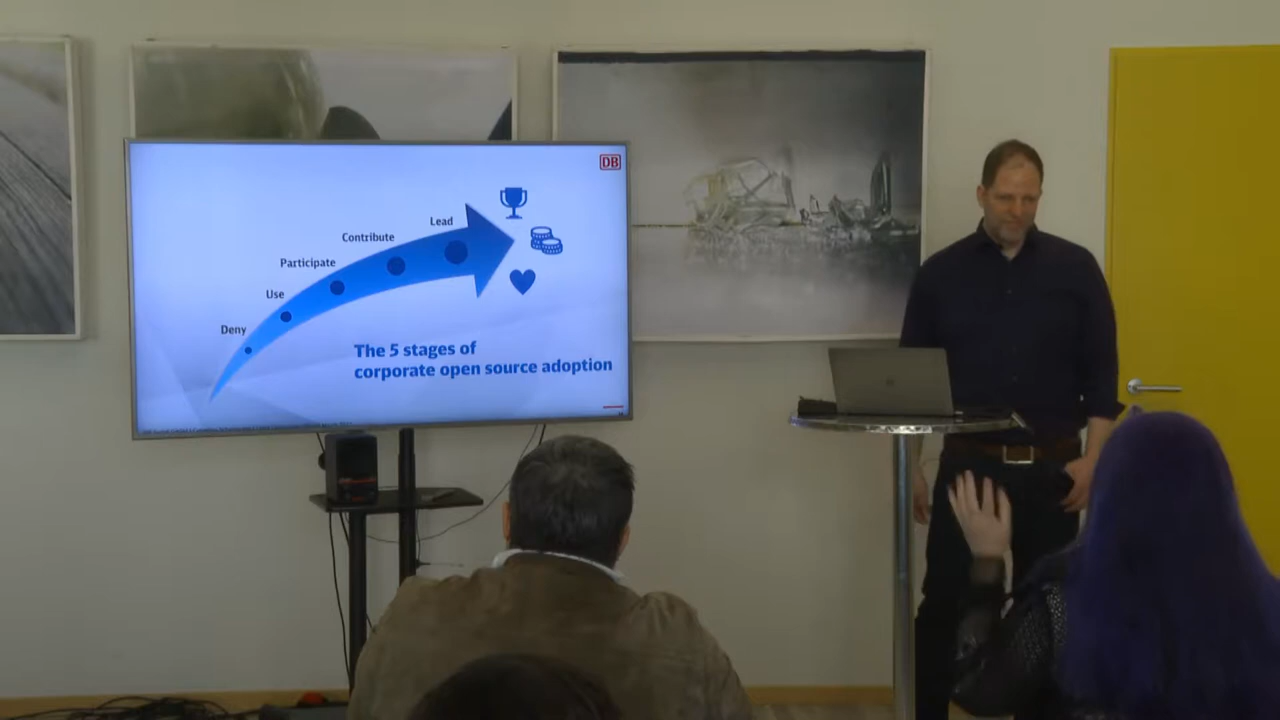 DB
Lead
Contribute
Participate
Use
Deny
The 5 stages of
corporate open source adoption